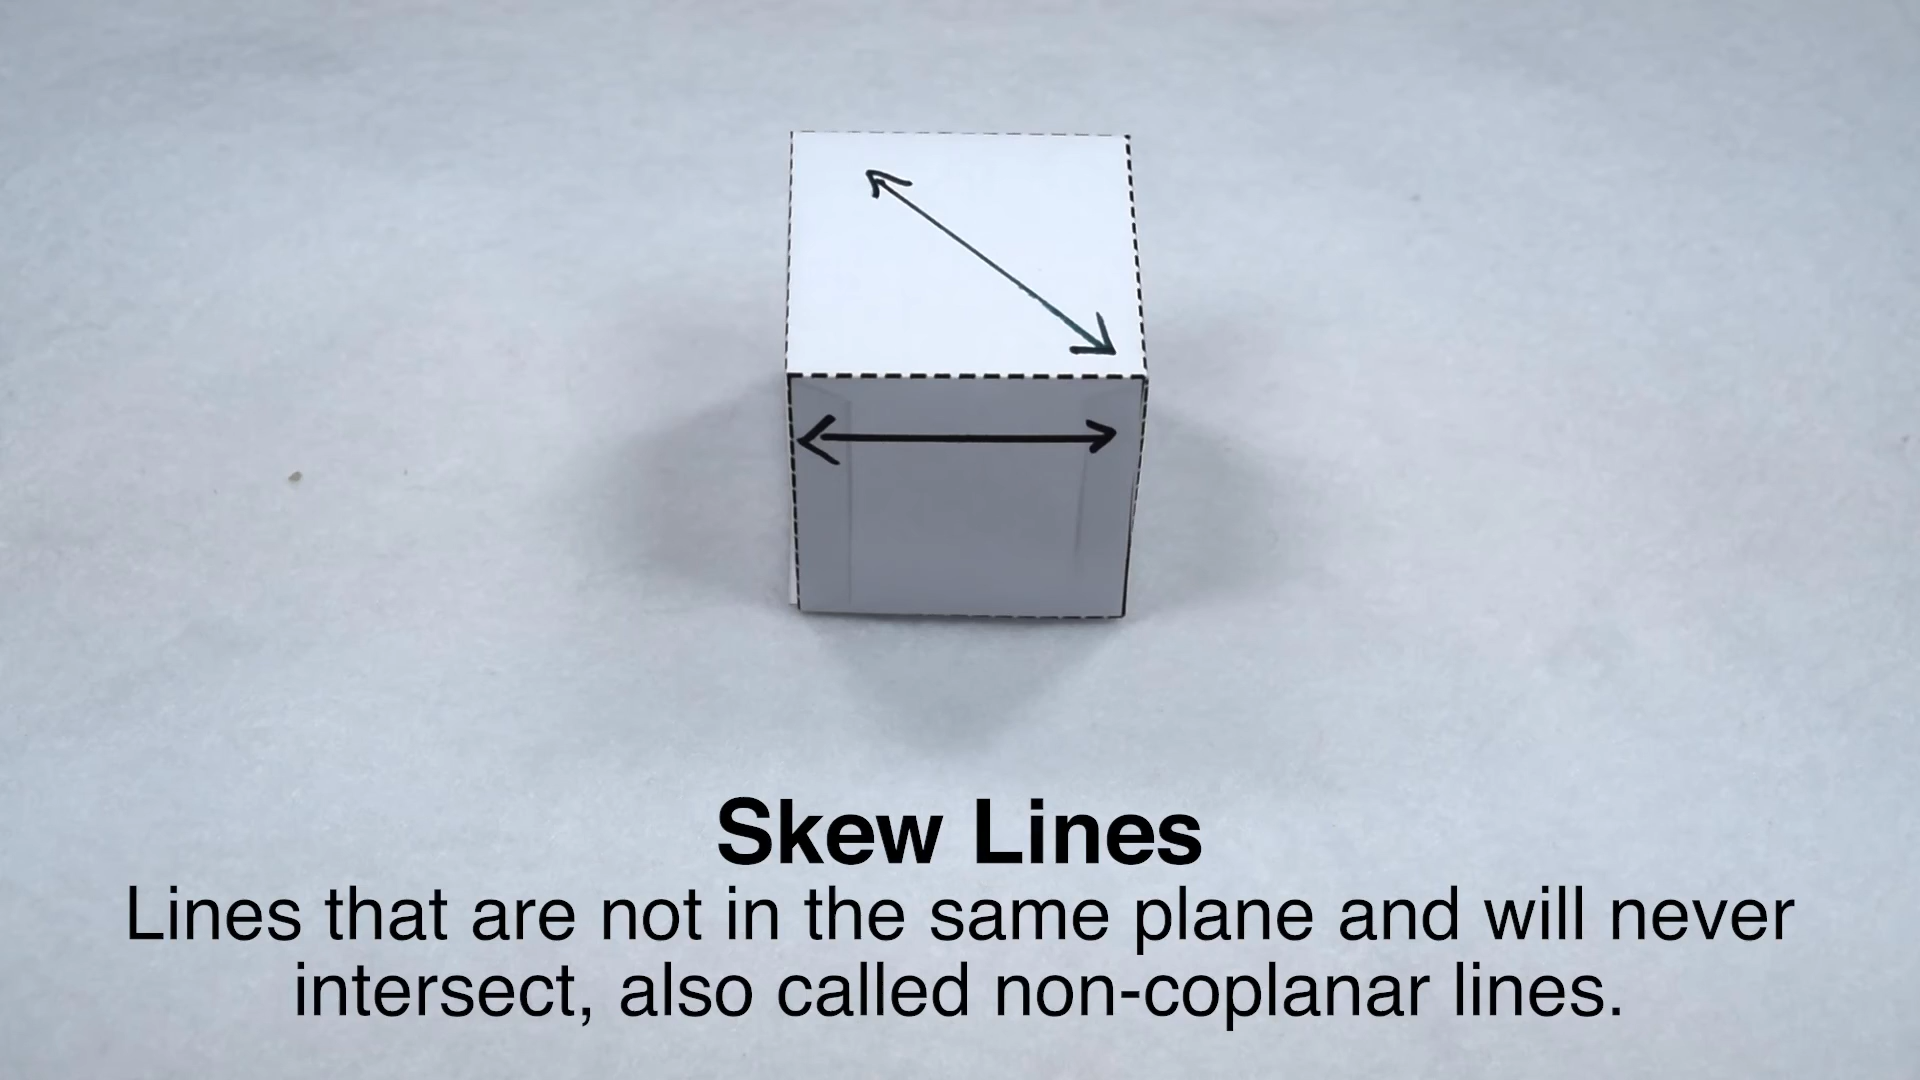 Skew Lines
Lines that are not in the same plane and will never
intersect, also called non-coplanar lines.